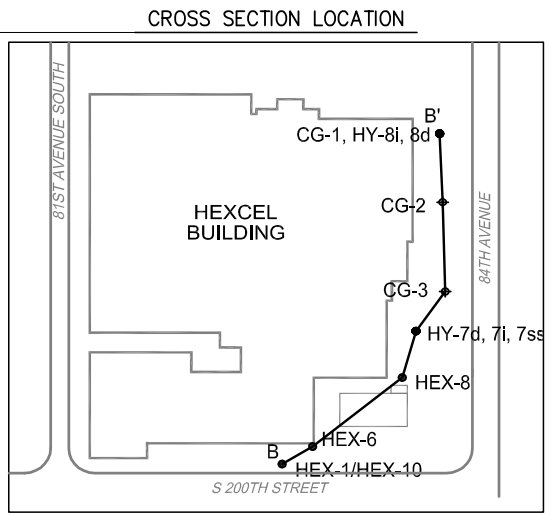 CROSS SECTION LOCATION
81ST AVENUE SOUTH
B'
CG-1, HY-8i, 8d
HEXCEL
BUILDING
CG-2
84TH AVENUE
CG-3
HY-7d, 7i, 7ss
HEX-8
HEX-6
B
HEX-1/HEX-10
S 200TH STREET